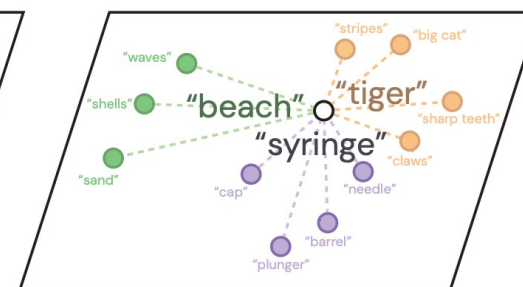 "stripes"
"big cat"
"waves"
"tiger"
"shells"
"beach"
"sharp teeth"
"syringe"
"claws"
"sand"
"cap"
"needle"
"barrel"
"plunger"